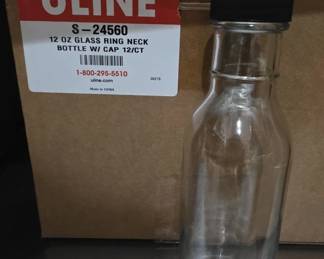 ULINE
S-24560
12 OZ GLASS RING NECK
BOTTLE W/ CAP 12/CT
1-800-295-5510
uline.com
Made in CHINA